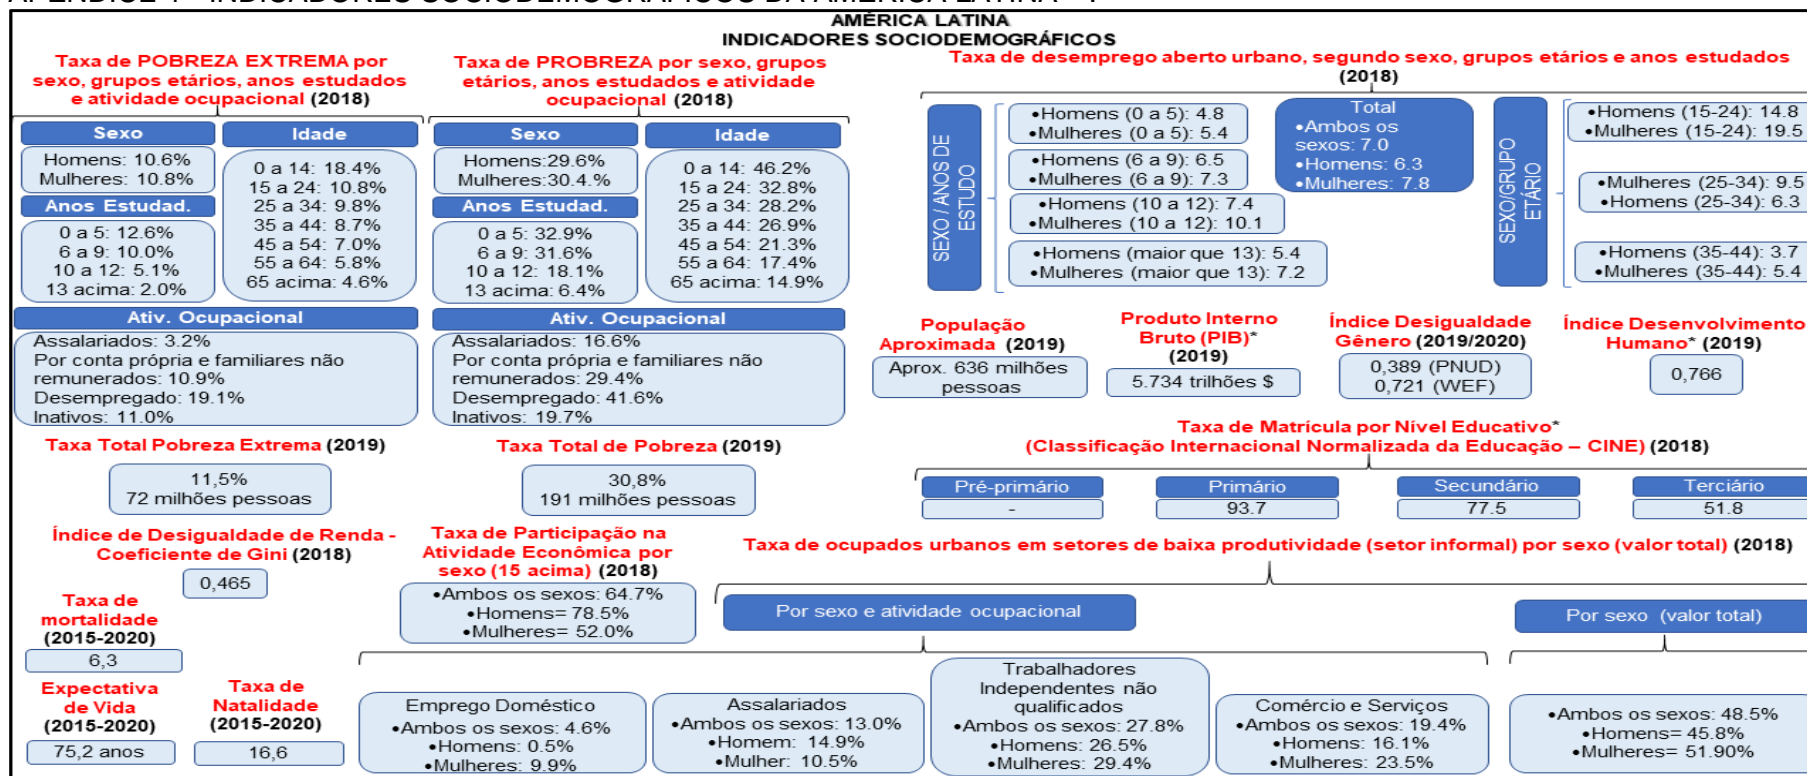 APÊNDICE 4 - INDICADORES SOCIODEMOGRÁFICOS DA AMÉRICA LATINA
AMÉRICA LATINA
INDICADORES SOCIODEMOGRÁFICOS
Taxa de POBREZA EXTREMA por
sexo, grupos etários, anos estudados
e atividade ocupacional (2018)
Sexo
Homens: 10.6%
Mulheres: 10.8%
Anos Estudad.
0 a 5: 12.6%
6 a 9: 10.0%
10 a 12: 5.1%
13 acima: 2.0%
Idade
0 a 14: 18.4%
15 a 24: 10.8%
25 a 34: 9.8%
35 a 44: 8.7%
45 a 54: 7.0%
55 a 64: 5.8%
65 acima: 4.6%
Ativ. Ocupacional
Assalariados: 3.2%
Por conta própria e familiares não
remunerados: 10.9%
Desempregado: 19.1%
Inativos: 11.0%
Taxa de PROBREZA por sexo, grupos
etários, anos estudados e atividade
ocupacional (2018)
Sexo
Homens:29.6%
Mulheres:30.4.%
Anos Estudad.
0 a 5: 32.9%
6 a 9: 31.6%
10 a 12: 18.1%
13 acima: 6.4%
Idade
0 a 14: 46.2%
15 a 24: 32.8%
25 a 34: 28.2%
35 a 44: 26.9%
45 a 54: 21.3%
55 a 64: 17.4%
65 acima: 14.9%
Ativ. Ocupacional
Assalariados: 16.6%
Por conta própria e familiares não
remunerados: 29.4%
Desempregado: 41.6%
Inativos: 19.7%
Taxa de desemprego aberto urbano, segundo sexo, grupos etários e anos estudados
(2018)
SEXO / ANOS DE
ESTUDO
•Homens (0 a 5): 4.8
•Mulheres (0 a 5): 5.4
•Homens (6 a 9): 6.5
•Mulheres (6 a 9): 7.3
•Homens (10 a 12): 7.4
•Mulheres (10 a 12): 10.1
•Homens (maior que 13): 5.4
•Mulheres (maior que 13): 7.2
Total
•Ambos os
sexos: 7.0
•Homens: 6.3
•Mulheres: 7.8
SEXO/GRUPO
ETÁRIO
•Homens (15-24): 14.8
•Mulheres (15-24): 19.5
•Mulheres (25-34): 9.5
•Homens (25-34): 6.3
•Homens (35-44): 3.7
•Mulheres (35-44): 5.4
População
Aproximada (2019)
Aprox. 636 milhões
pessoas
Produto Interno
Bruto (PIB)*
(2019)
5.734 trilhões $
Índice Desigualdade
Gênero (2019/2020)
0,389 (PNUD)
0,721 (WEF)
Índice Desenvolvimento
Humano* (2019)
0,766
Taxa Total Pobreza Extrema (2019)
11,5%
72 milhões pessoas
Taxa Total de Pobreza (2019)
30,8%
191 milhões pessoas
Taxa de Matrícula por Nível Educativo*
(Classificação Internacional Normalizada da Educação – CINE) (2018)
Pré-primário
-
Primário
93.7
Secundário
77.5
Terciário
51.8
Índice de Desigualdade de Renda -
Coeficiente de Gini (2018)
0,465
Taxa de Participação na
Atividade Econômica por
sexo (15 acima) (2018)
•Ambos os sexos: 64.7%
•Homens= 78.5%
•Mulheres= 52.0%
Taxa de ocupados urbanos em setores de baixa produtividade (setor informal) por sexo (valor total) (2018)
Por sexo e atividade ocupacional
Por sexo (valor total)
Taxa de
mortalidade
(2015-2020)
6,3
Expectativa
de Vida
(2015-2020)
75,2 anos
Taxa de
Natalidade
(2015-2020)
16,6
Emprego Doméstico
•Ambos os sexos: 4.6%
•Homens: 0.5%
•Mulheres: 9.9%
Assalariados
•Ambos os sexos: 13.0%
•Homem: 14.9%
•Mulher: 10.5%
Trabalhadores
Independentes não
qualificados
•Ambos os sexos: 27.8%
•Homens: 26.5%
•Mulheres: 29.4%
Comércio e Serviços
•Ambos os sexos: 19.4%
•Homens: 16.1%
•Mulheres: 23.5%
•Ambos os sexos: 48.5%
•Homens= 45.8%
•Mulheres= 51.90%